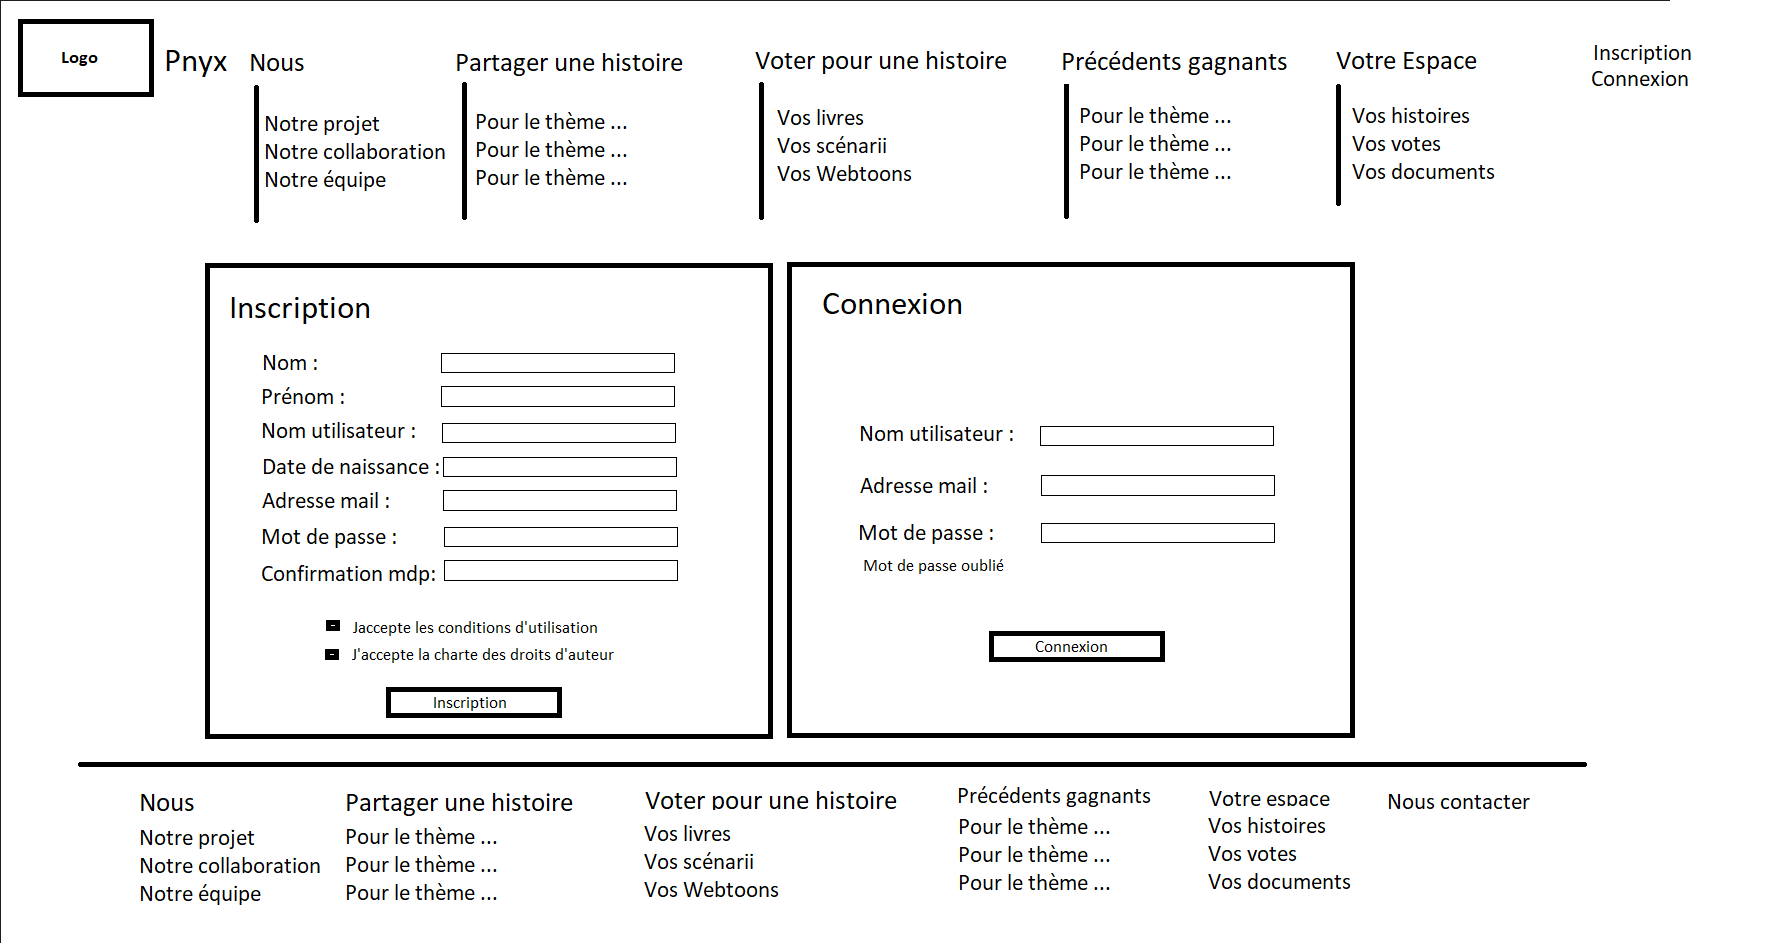 Logo
Pnyx
Nous
Notre projet
Notre collaboration
Notre équipe
Partager une histoire
Pour le thème ...
Pour le thème ...
Pour le thème ...
Voter pour une histoire
Vos livres
Vos scénarii
Vos Webtoons
Précédents gagnants
Pour le thème ...
Pour le thème ...
Pour le thème ...
Votre Espace
Vos histoires
Vos votes
Vos documents
Inscription
Connexion
Inscription
Nom :
Prénom :
Nom utilisateur :
Date de naissance :
Adresse mail :
Mot de passe :
Confirmation mdp:
Jaccepte les conditions d'utilisation
J'accepte la charte des droits d'auteur
Inscription
Connexion
Nom utilisateur :
Adresse mail :
Mot de passe :
Mot de passe oublié
Connexion
Nous
Notre projet
Notre collaboration
Notre équipe
Partager une histoire
Pour le thème ...
Pour le thème ...
Pour le thème ...
Voter pour une histoire
Vos livres
Vos scénarii
Vos Webtoons
Précédents gagnants
Pour le thème ...
Pour le thème ...
Pour le thème ...
Votre espace
Vos histoires
Vos votes
Vos documents
Nous contacter